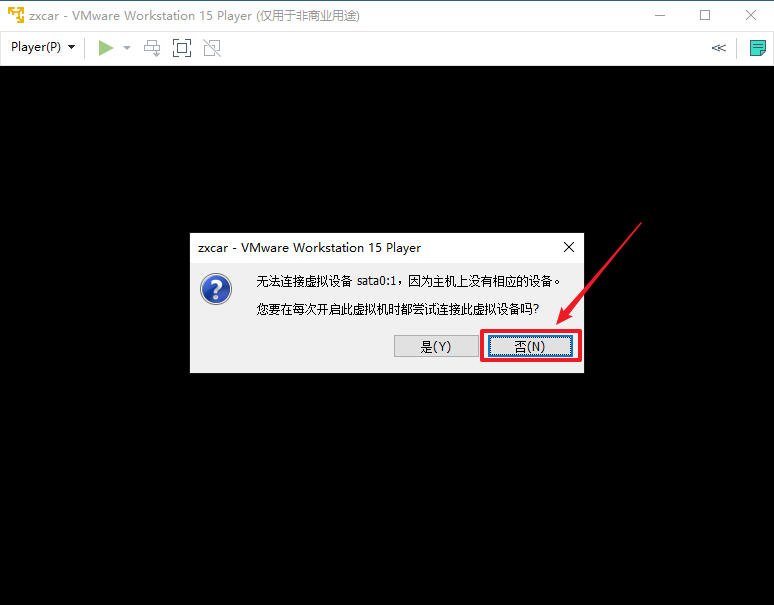 zxcar - VMware Workstation 15 Player (仅用于非商业用途)
Player(P)
zxcar - VMware Workstation 15 Player
无法连接虚拟设备 sata0:1，因为主机上没有相应的设备。
您要在每次开启此虚拟机时都尝试连接此虚拟设备吗?
是(Y) 否(N)